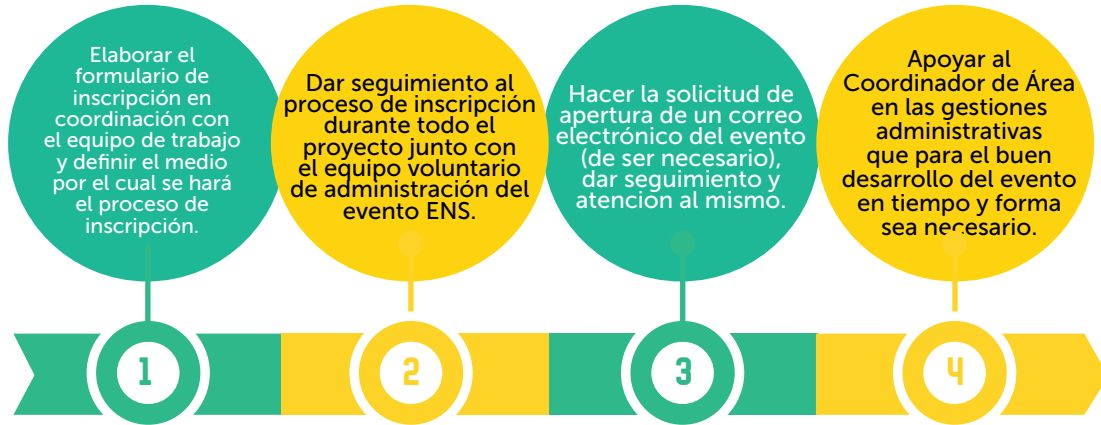 Elaborar el
formulario de
inscripción en
coordinación con
el equipo de trabajo
y definir el medio
por el cual se hará
el proceso de
inscripción.
Dar seguimiento al
proceso de inscripción
durante todo el
proyecto junto con
el equipo voluntario
de administración del
evento ENS.
Hacer la solicitud de
apertura de un correo
electrónico del evento
(de ser necesario),
dar seguimiento y
atención al mismo.
Apoyar al
Coordinador de Área
en las gestiones
administrativas
que para el buen
desarrollo del evento
en tiempo y forma
sea necesario.
1
2
3
4